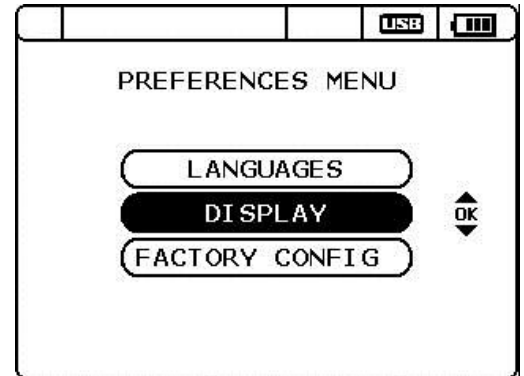 USB
PREFERENCES MENU
LANGUAGES
DISPLAY
OK
FACTORY CONFIG